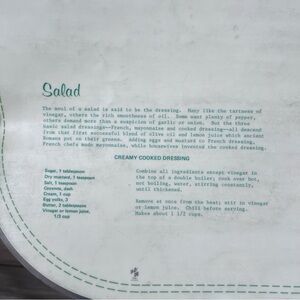 Salad
The soul of a salad is said to be the dressing. Many like the tartness of
vinegar, others the rich smoothness of oil. Some want plenty of pepper,
others demand more than a suspicion of garlic or onion. But the three
basic salad dressings--French, mayonnaise and cooked dressing--all descend
from that first successful blend of olive oil and lemon juice which ancient
Romans put on their greens. Adding eggs and mustard to French dressing,
French chefs made mayonnaise, while housewives invented the cooked dressing.
CREAMY COOKED DRESSING
Sugar, 1 tablespoon
Dry mustard, 1 teaspoon
Salt, 1 teaspoon
Cayenne, dash
Cream, 1 cup
Egg yolks, 3
Butter, 2 tablespoons
Vinegar or lemon juice,
1/3 cup
Combine all ingredients except vinegar in
the top of a double boiler; cook over hot,
not boiling, water, stirring constantly,
until thickened.
Remove at once from the heat; stir in vinegar
or lemon juice. Chill before serving.
Makes about 1 1/2 cups.